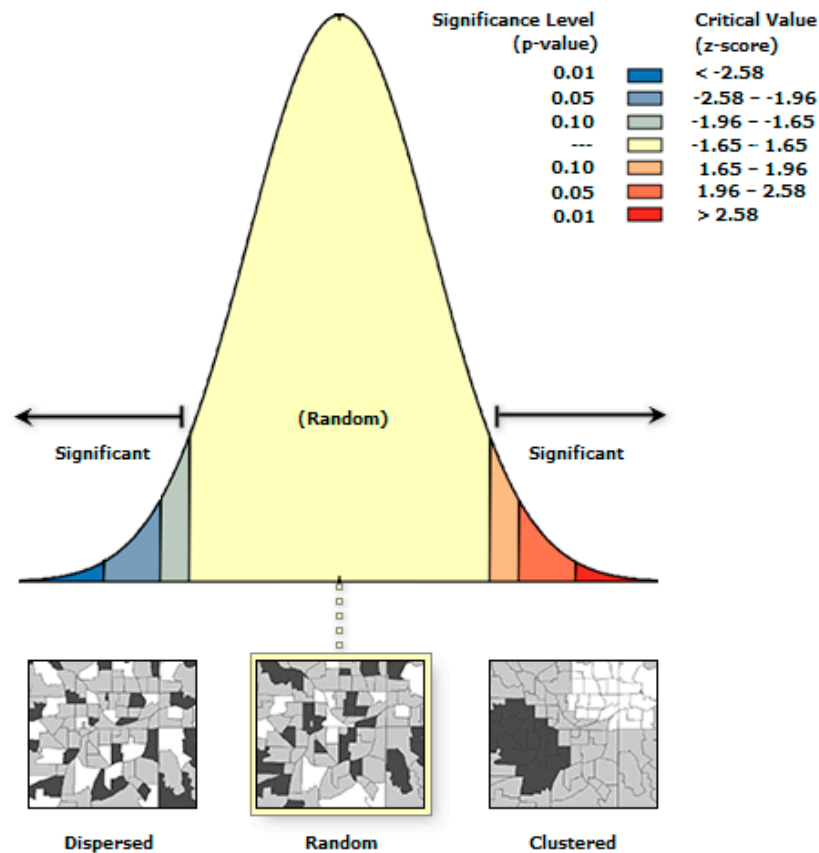 Significance Level Critical Value
(p-value) (z-score)
0.01 < -2.58
0.05 -2.58 – -1.96
0.10 -1.96 – -1.65
--- -1.65 – 1.65
0.10 1.65 – 1.96
0.05 1.96 – 2.58
0.01 > 2.58
(Random)
Significant Significant
Dispersed Random Clustered